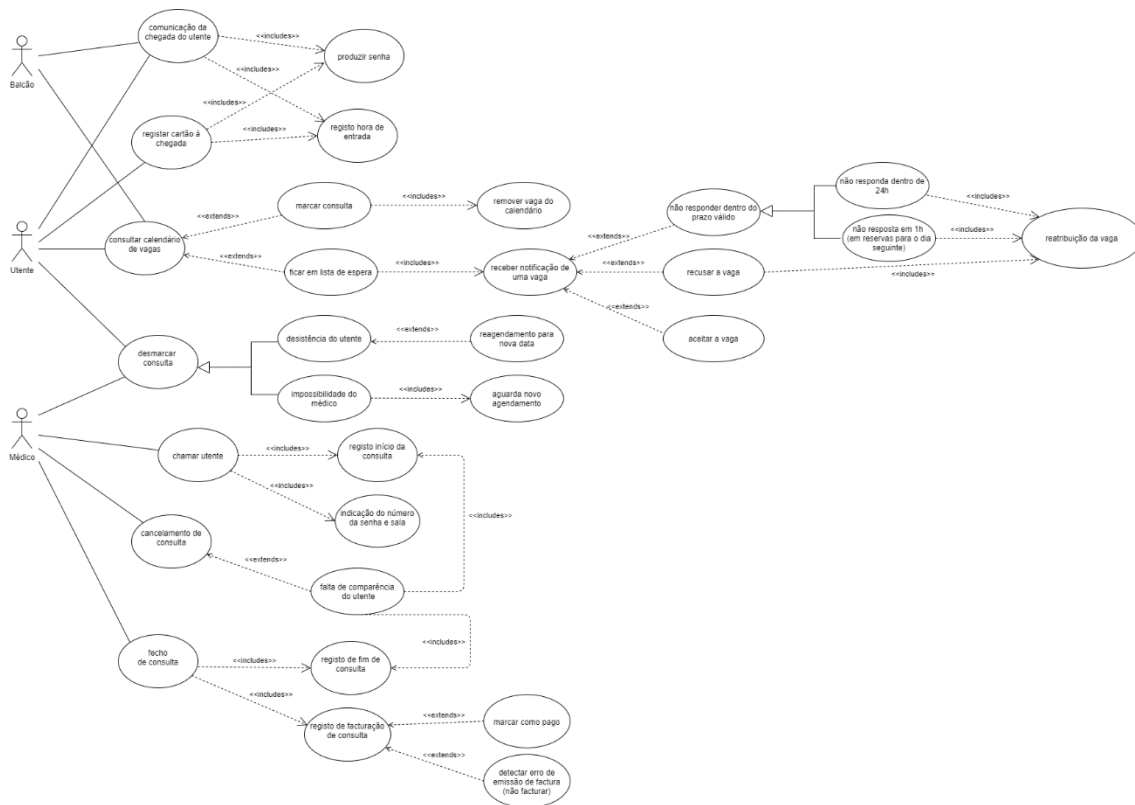 comunicação da
chegada do utente
<<includes>>
Balcão
produzir senha
<<includes>>
<<includes>>
registar cartão à
chegada
<<includes>>
registo hora de
entrada
marcar consulta
<<includes>>
remover vaga do
calendário
não responder dentro do
prazo válido
não responda dentro de
24h
<<includes>>
<<extends>>
Utente
consultar calendário
de vagas
<<extends>>
ficar em lista de espera
<<includes>>
receber notificação de
uma vaga
<<extends>>
<<extends>>
recusar a vaga
não resposta em 1h
(em reservas para o dia
seguinte)
<<includes>>
<<includes>>
reatribuição da vaga
<<extends>>
aceitar a vaga
desmarcar
consulta
desistência do utente
<<extends>>
reagendamento para
nova data
impossibilidade do
médico
<<includes>>
aguarda novo
agendamento
Médico
chamar utente
<<includes>>
registo início da
consulta
<<includes>>
indicação do número
da senha e sala
<<includes>>
cancelamento de
consulta
<<extends>>
falta de comparência
do utente
<<includes>>
fecho
de consulta
<<includes>>
registo de fim de
consulta
<<includes>>
registo de facturação
de consulta
<<extends>>
marcar como pago
<<extends>>
detectar erro de
emissão de factura
(não facturar)